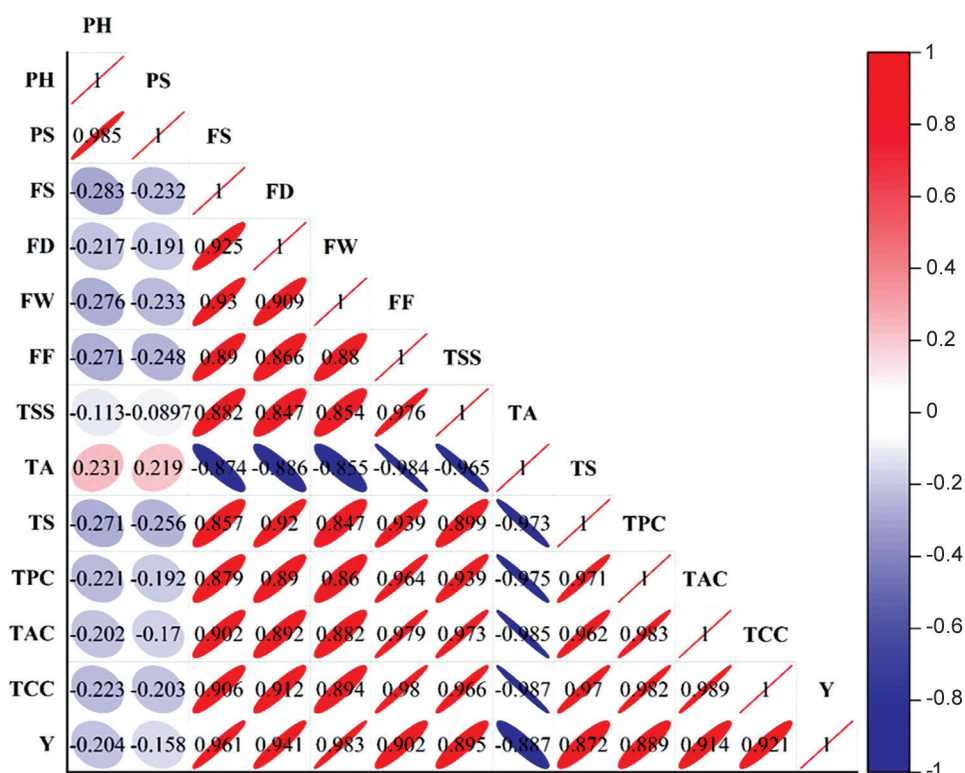 PH
PH 1 PS
PS 0.985 1 FS
FS -0.283 -0.232 1 FD
FD -0.217 -0.191 0.925 1 FW
FW -0.276 -0.233 0.93 0.909 1 FF
FF -0.271 -0.248 0.89 0.866 0.88 1 TSS
TSS -0.113 -0.0897 0.882 0.847 0.854 0.976 1 TA
TA 0.231 0.219 -0.874 -0.886 -0.855 -0.984 -0.965 1 TS
TS -0.271 -0.256 0.857 0.92 0.847 0.939 0.899 -0.973 1 TPC
TPC -0.221 -0.192 0.879 0.89 0.86 0.964 0.939 -0.975 0.971 1 TAC
TAC -0.202 -0.17 0.902 0.892 0.882 0.979 0.973 -0.985 0.962 0.983 1 TCC
TCC -0.223 -0.203 0.906 0.912 0.894 0.98 0.966 -0.987 0.97 0.982 0.989 1 Y
Y -0.204 -0.158 0.961 0.941 0.983 0.902 0.895 -0.887 0.872 0.889 0.914 0.921 1
1
0.8
0.6
0.4
0.2
0
-0.2
-0.4
-0.6
-0.8
-1